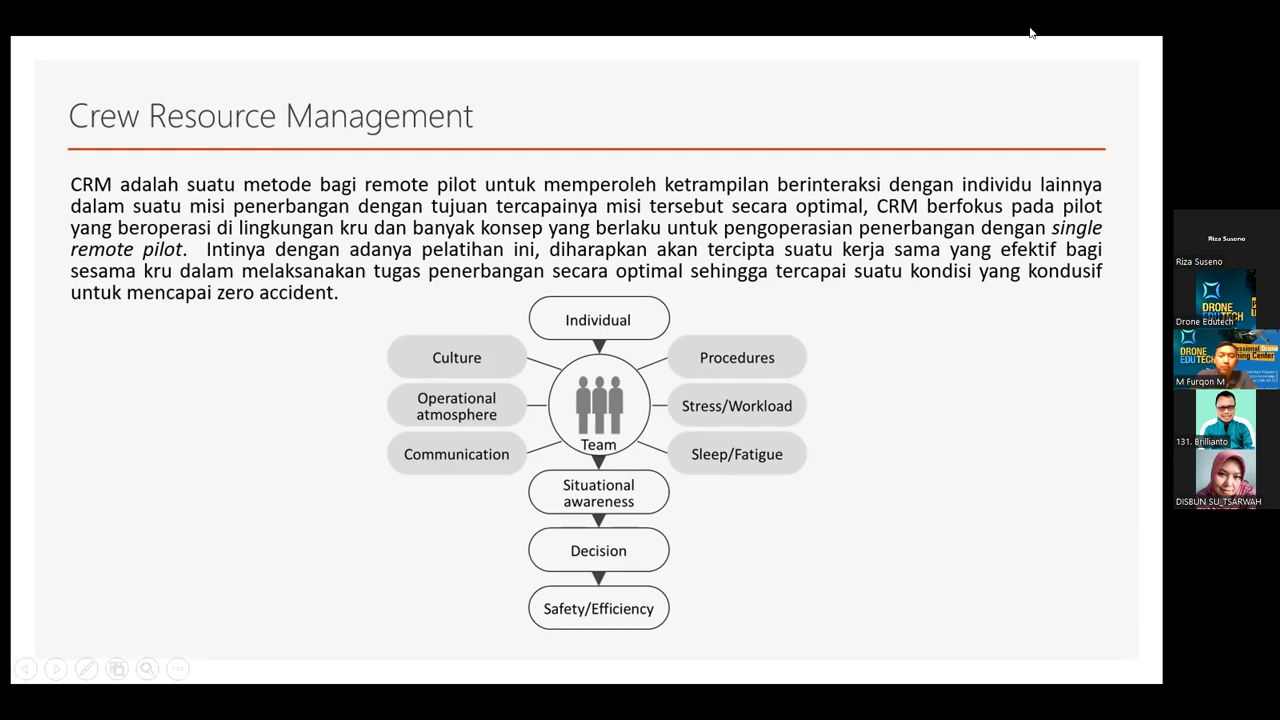 Crew Resource Management
CRM adalah suatu metode bagi remote pilot untuk memperoleh ketrampilan berinteraksi dengan individu lainnya
dalam suatu misi penerbangan dengan tujuan tercapainya misi tersebut secara optimal, CRM berfokus pada pilot
yang beroperasi di lingkungan kru dan banyak konsep yang berlaku untuk pengoperasian penerbangan dengan single
remote pilot. Intinya dengan adanya pelatihan ini, diharapkan akan tercipta suatu kerja sama yang efektif bagi
sesama kru dalam melaksanakan tugas penerbangan secara optimal sehingga tercapai suatu kondisi yang kondusif
untuk mencapai zero accident.
Individual
Culture
Procedures
Operational
atmosphere
Stress/Workload
Team
Communication
Sleep/Fatigue
Situational
awareness
Decision
Safety/Efficiency
Riza Suseno
Riza Suseno
DRONE
Drone Edutech
DRONE
EDUTECH
M Furqon M
131. Brillianto
DISBUN SU_TSARWAH